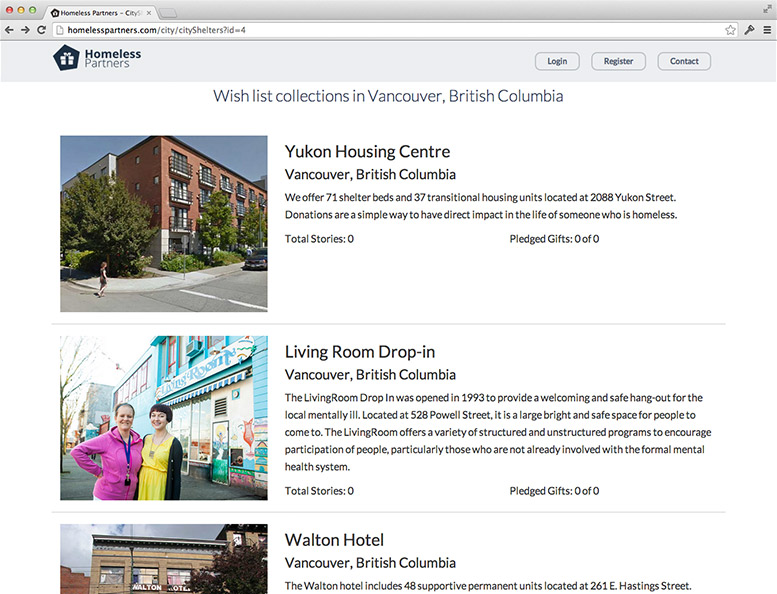 Homeless Partners – CityS
homelesspartners.com/city/cityShelters?id=4
Homeless
Partners
Login
Register
Contact
Wish list collections in Vancouver, British Columbia
Yukon Housing Centre
Vancouver, British Columbia
We offer 71 shelter beds and 37 transitional housing units located at 2088 Yukon Street.
Donations are a simple way to have direct impact in the life of someone who is homeless.
Total Stories: 0
Pledged Gifts: 0 of 0
Living Room
Living Room Drop-in
Vancouver, British Columbia
The LivingRoom Drop In was opened in 1993 to provide a welcoming and safe hang-out for the
local mentally ill. Located at 528 Powell Street, it is a large bright and safe space for people to
come to. The LivingRoom offers a variety of structured and unstructured programs to encourage
participation of people, particularly those who are not already involved with the formal mental
health system.
Total Stories: 0
Pledged Gifts: 0 of 0
WALTON HOTEL
Walton Hotel
Vancouver, British Columbia
The Walton hotel includes 48 supportive permanent units located at 261 E. Hastings Street.